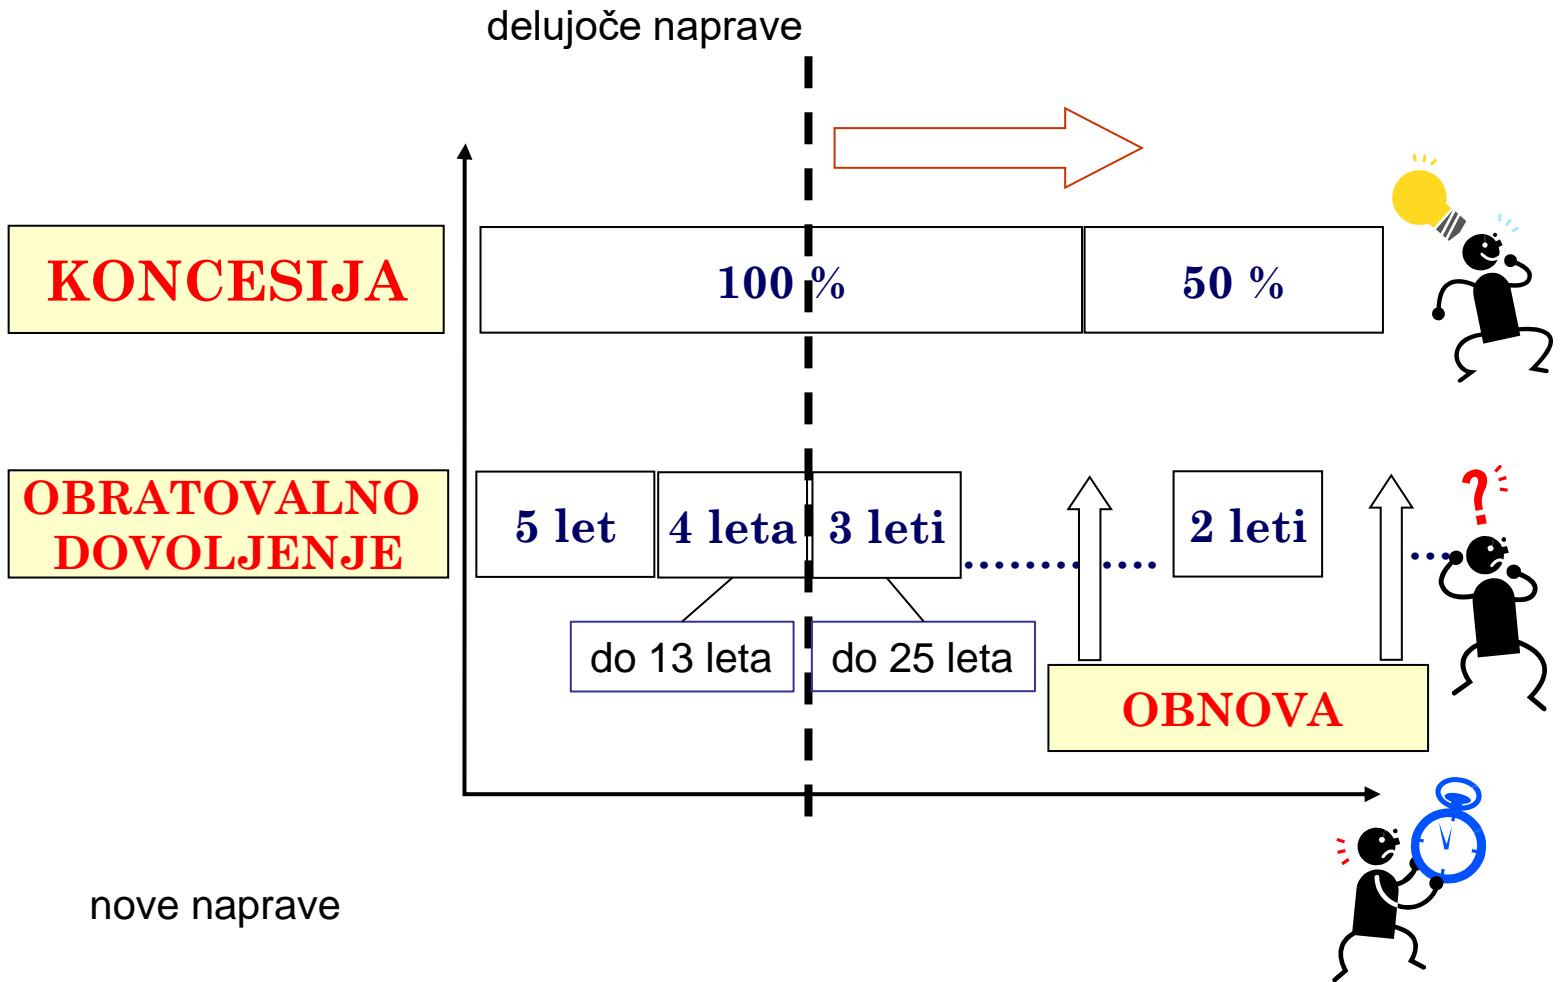 delujoče naprave
KONCESIJA
100 %
50 %
OBRATOVALNO
DOVOLJENJE
5 let
4 leta
3 leti
2 leti
?
do 13 leta
do 25 leta
OBNOVA
nove naprave